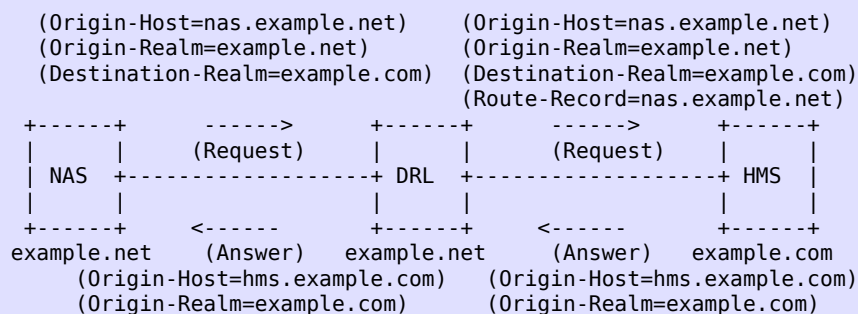 (Origin-Host=nas.example.net)    (Origin-Host=nas.example.net)
(Origin-Realm=example.net)       (Origin-Realm=example.net)
(Destination-Realm=example.com)  (Destination-Realm=example.com)
                                 (Route-Record=nas.example.net)
+------+      ------>      +------+      ------>      +------+
|      |     (Request)     |      |     (Request)     |      |
| NAS  +-------------------+ DRL  +-------------------+ HMS  |
|      |                   |      |                   |      |
+------+     <------       +------+     <------       +------+
example.net    (Answer)  example.net     (Answer)   example.com
(Origin-Host=hms.example.com)   (Origin-Host=hms.example.com)
(Origin-Realm=example.com)      (Origin-Realm=example.com)